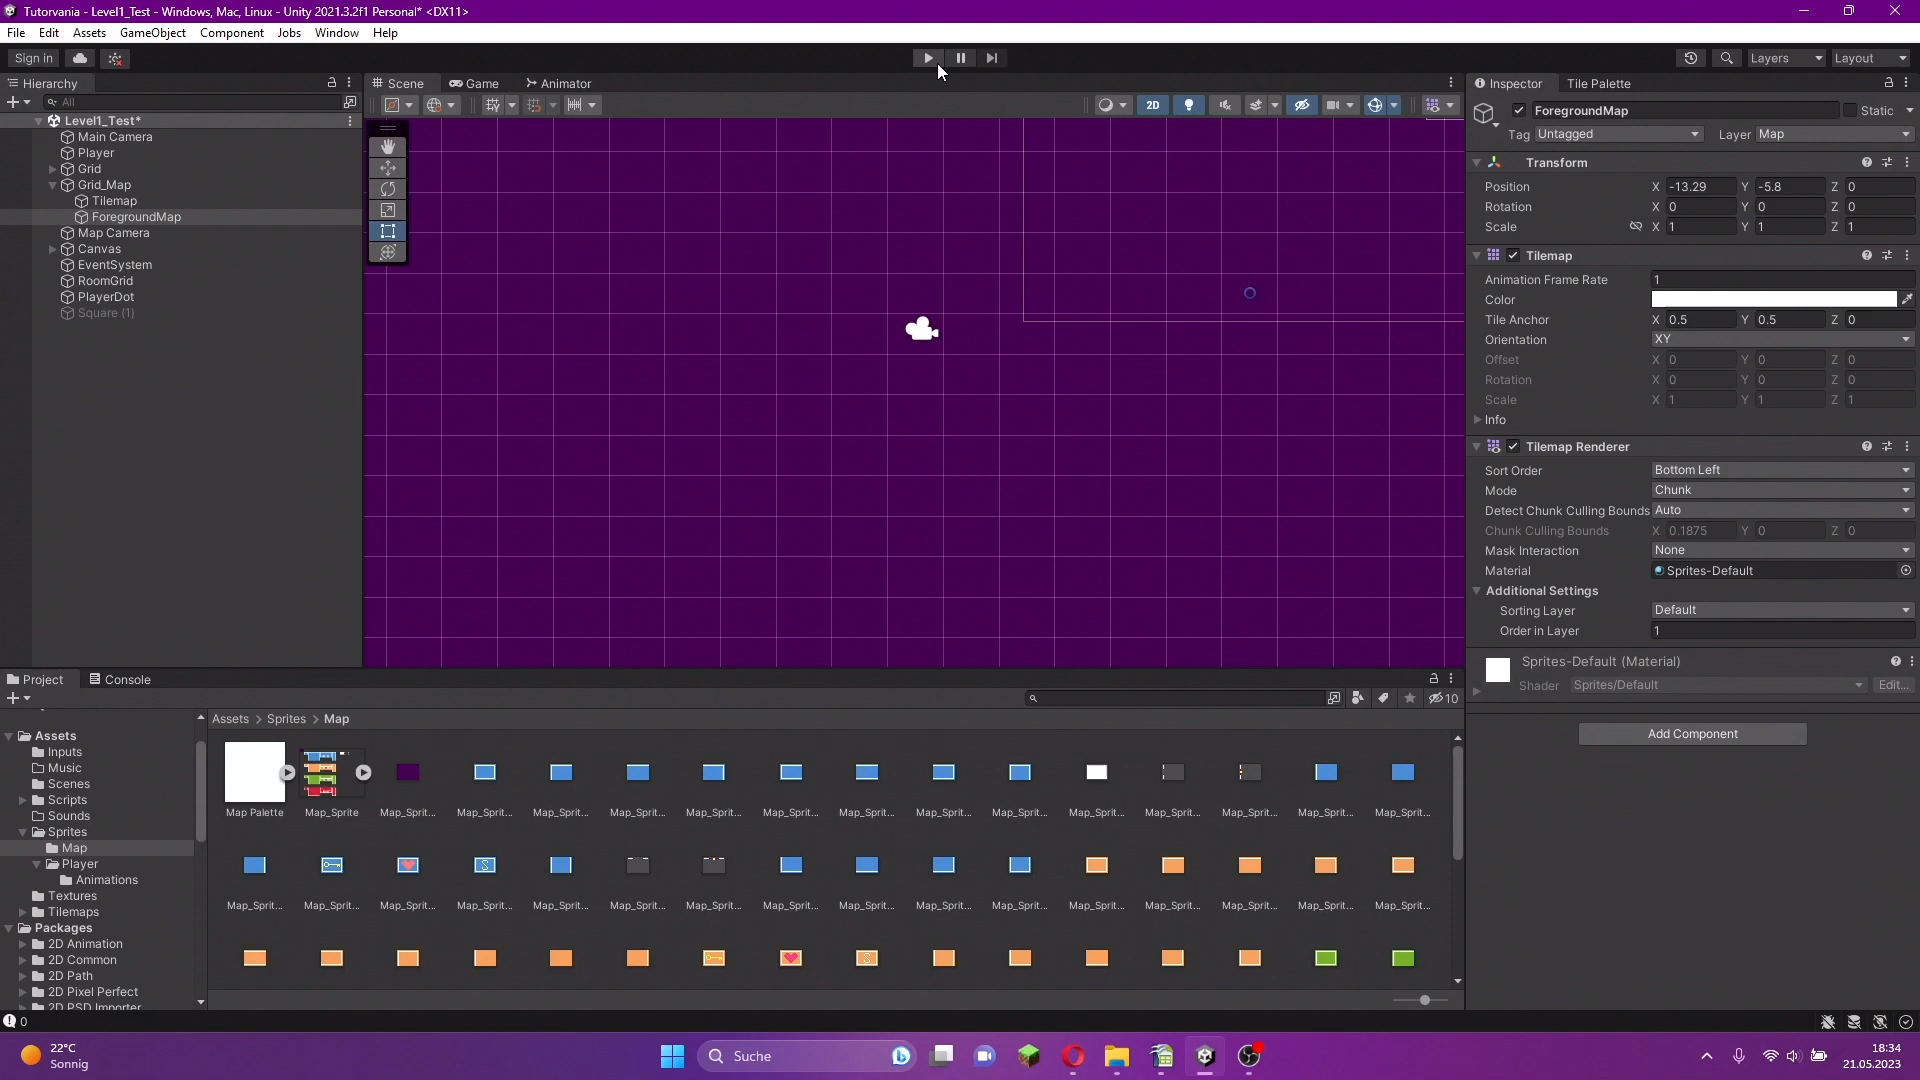 Tutorvania - Level1_Test - Windows, Mac, Linux - Unity 2021.3.2f1 Personal* <DX11>
File Edit Assets GameObject Component Jobs Window Help
Sign in
Layers
Layout
Hierarchy
All
Level1_Test*
Main Camera
Player
Grid
Grid_Map
Tilemap
ForegroundMap
Map Camera
Canvas
EventSystem
RoomGrid
PlayerDot
Square (1)
Scene Game Animator
2D
Inspector Tile Palette
ForegroundMap Static
Tag Untagged Layer Map
Transform
Position X -13.29 Y -5.8 Z 0
Rotation X 0 Y 0 Z 0
Scale X 1 Y 1 Z 1
Tilemap
Animation Frame Rate 1
Color
Tile Anchor X 0.5 Y 0.5 Z 0
Orientation XY
Offset X 0 Y 0 Z 0
Rotation X 0 Y 0 Z 0
Scale X 1 Y 1 Z 1
Info
Tilemap Renderer
Sort Order Bottom Left
Mode Chunk
Detect Chunk Culling Bounds Auto
Chunk Culling Bounds X 0.1875 Y 0 Z 0
Mask Interaction None
Material Sprites-Default
Additional Settings
Sorting Layer Default
Order in Layer 1
Sprites-Default (Material)
Shader Sprites/Default Edit...
Add Component
Project Console
10
Assets
Inputs
Music
Scenes
Scripts
Sounds
Sprites
Map
Player
Animations
Textures
Tilemaps
Packages
2D Animation
2D Common
2D Path
2D Pixel Perfect
2D PSD Importer
Assets > Sprites > Map
Map Palette Map_Sprite Map_Sprit... Map_Sprit... Map_Sprit... Map_Sprit... Map_Sprit... Map_Sprit... Map_Sprit... Map_Sprit... Map_Sprit... Map_Sprit... Map_Sprit... Map_Sprit... Map_Sprit... Map_Sprit...
S
Map_Sprit... Map_Sprit... Map_Sprit... Map_Sprit... Map_Sprit... Map_Sprit... Map_Sprit... Map_Sprit... Map_Sprit... Map_Sprit... Map_Sprit... Map_Sprit... Map_Sprit... Map_Sprit... Map_Sprit... Map_Sprit...
S
0
22°C
Sonnig
Suche
18:34
21.05.2023